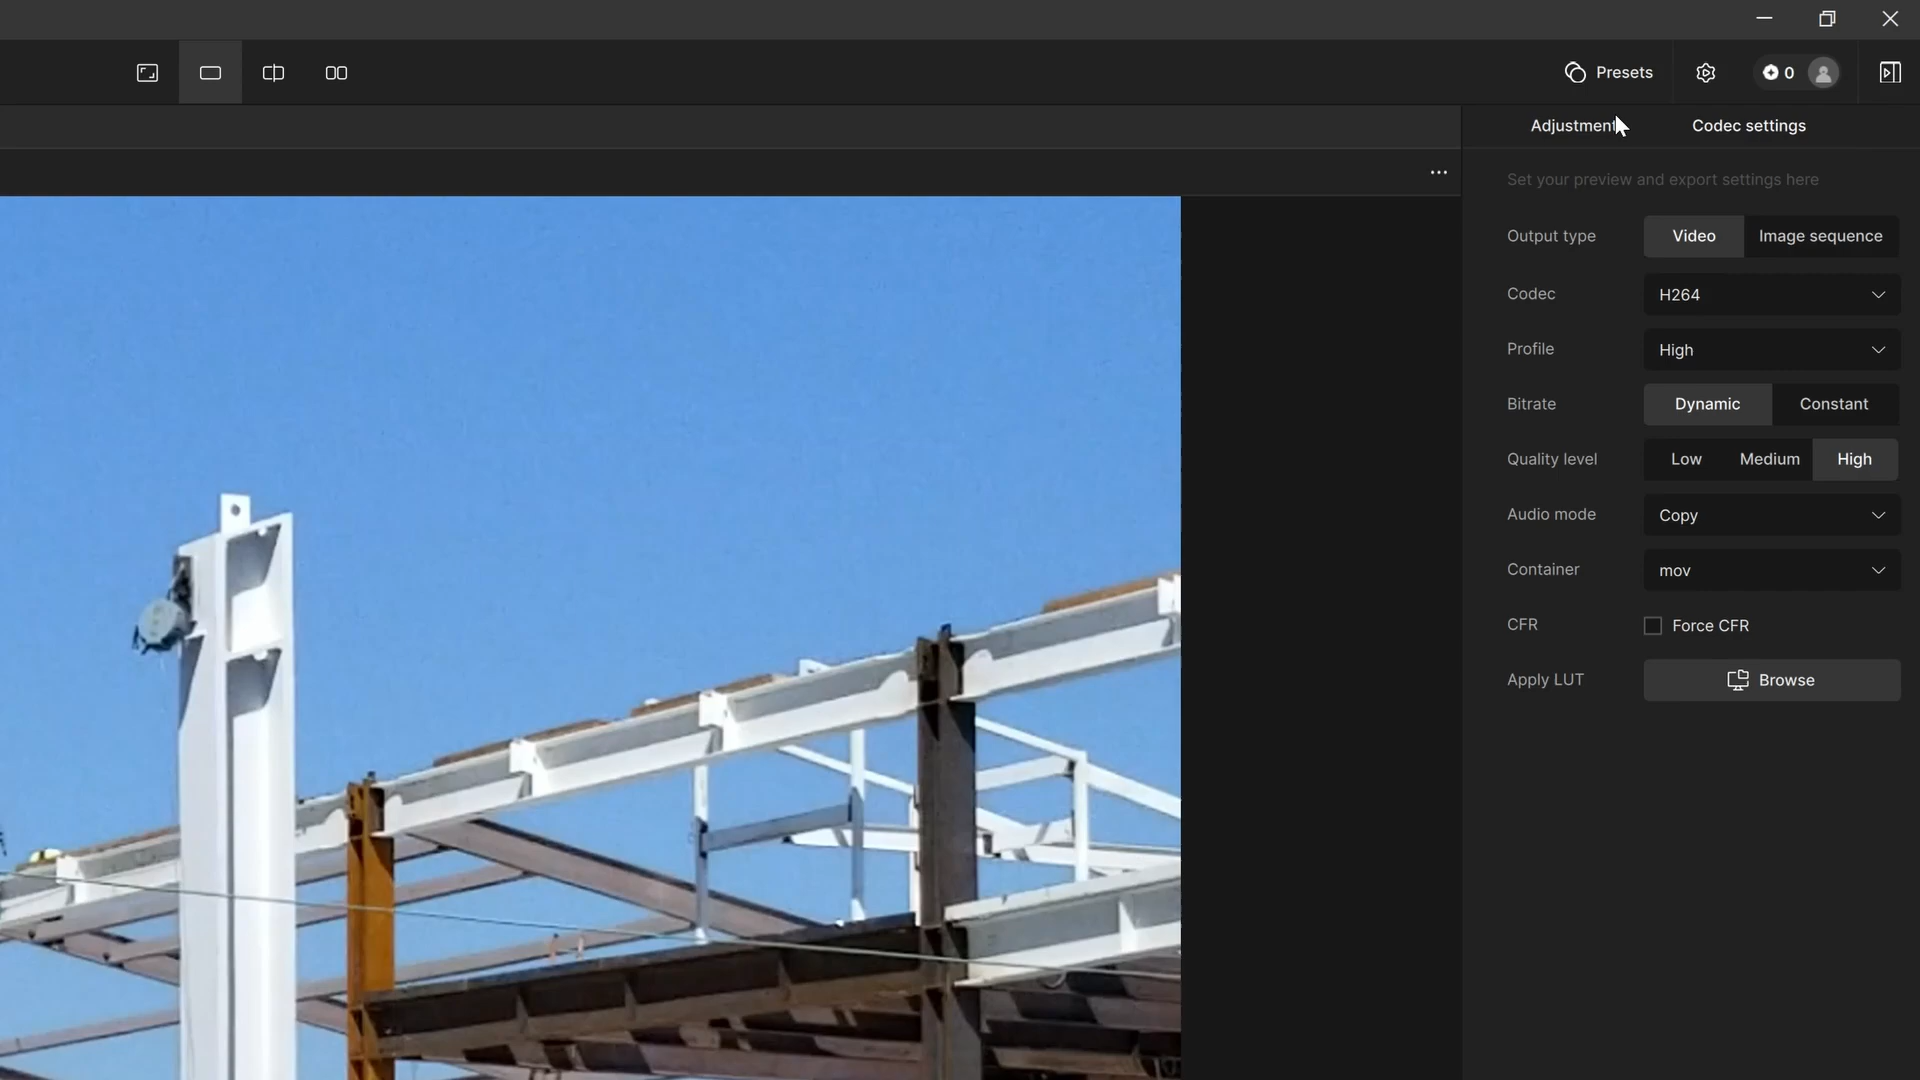 Presets
0
Adjustment
Codec settings
Set your preview and export settings here
Output type
Video
Image sequence
Codec
H264
Profile
High
Bitrate
Dynamic
Constant
Quality level
Low
Medium
High
Audio mode
Copy
Container
mov
CFR
Force CFR
Apply LUT
Browse